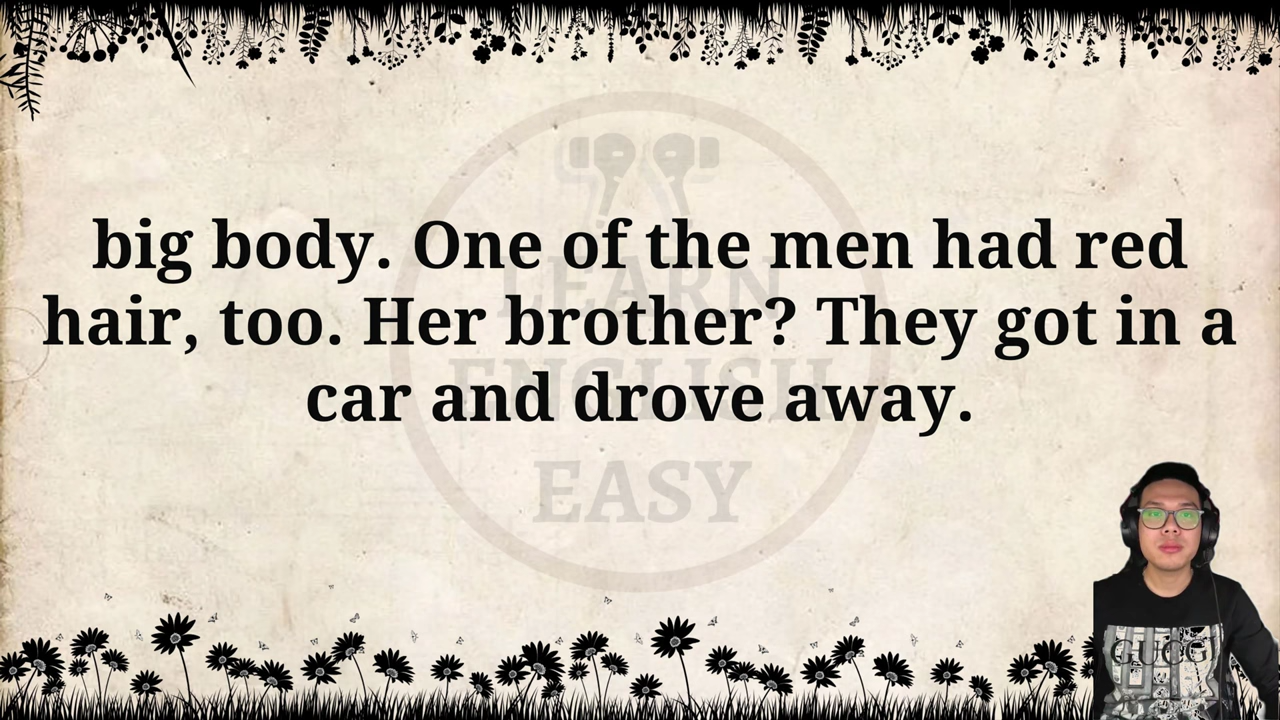 big body. One of the men had red
hair, too. Her brother? They got in a
car and drove away.
LEARN
ENGLISH
EASY
GUCCI